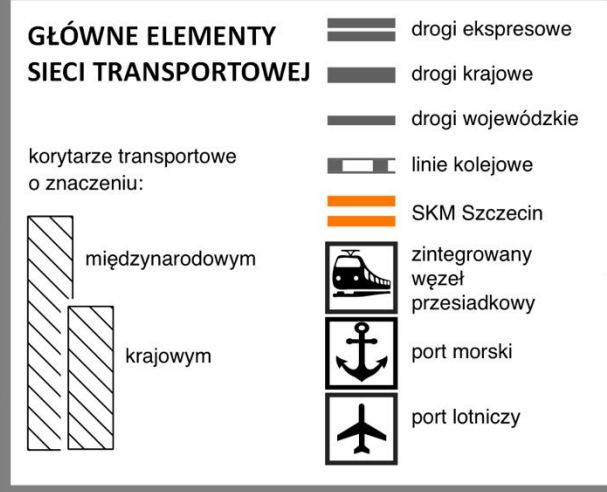 GŁÓWNE ELEMENTY
SIECI TRANSPORTOWEJ
korytarze transportowe
o znaczeniu:
międzynarodowym
krajowym
drogi ekspresowe
drogi krajowe
drogi wojewódzkie
linie kolejowe
SKM Szczecin
zintegrowany
węzeł
przesiadkowy
port morski
port lotniczy